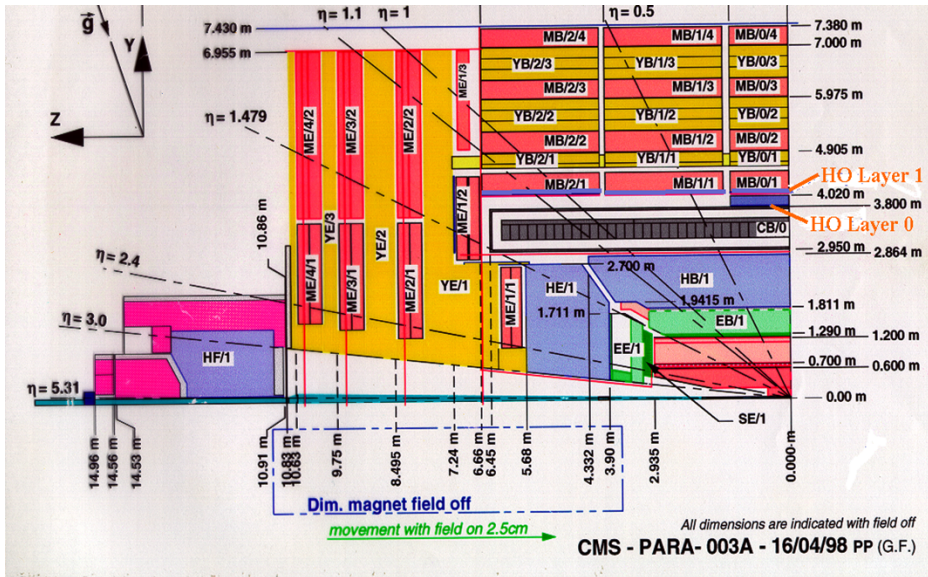 η = 1.1
η = 1
η = 0.5
g
Y
Z
7.430 m
6.955 m
η = 1.479
η = 2.4
η = 3.0
η = 5.31
MB/2/4
MB/1/4
MB/0/4
YB/2/3
YB/1/3
YB/0/3
MB/2/3
MB/1/3
MB/0/3
YB/2/2
YB/1/2
YB/0/2
MB/2/2
MB/1/2
MB/0/2
YB/2/1
YB/1/1
YB/0/1
MB/2/1
MB/1/1
MB/0/1
7.380 m
7.000 m
5.975 m
4.905 m
HO Layer 1
4.020 m
3.800 m
HO Layer 0
2.950 m
2.864 m
1.811 m
1.290 m
1.200 m
0.700 m
0.600 m
0.00 m
ME/4/2
ME/3/2
ME/2/2
ME/1/3
ME/1/2
YE/3
YE/2
YE/1
ME/4/1
ME/3/1
ME/2/1
ME/1/1
CB/0
HB/1
HE/1
EB/1
EE/1
SE/1
HF/1
2.700 m
1.9415 m
1.711 m
10.86 m
14.96 m
14.56 m
14.53 m
10.91 m
10.83 m
10.63 m
9.75 m
8.495 m
7.24 m
6.66 m
6.45 m
5.68 m
4.332 m
3.90 m
2.935 m
0.000 m
Dim. magnet field off
movement with field on 2.5cm
All dimensions are indicated with field off
CMS - PARA- 003A - 16/04/98 PP (G.F.)